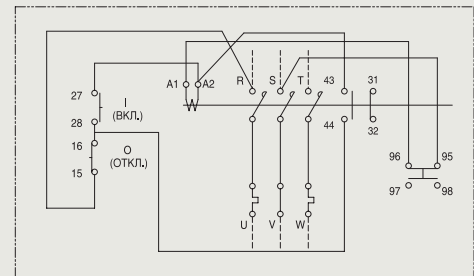 R S T 43 31
A1 A2
27
I
(ВКЛ.)
28
44 32
16
O
(ОТКЛ.)
15
96 95
97 98
U V W